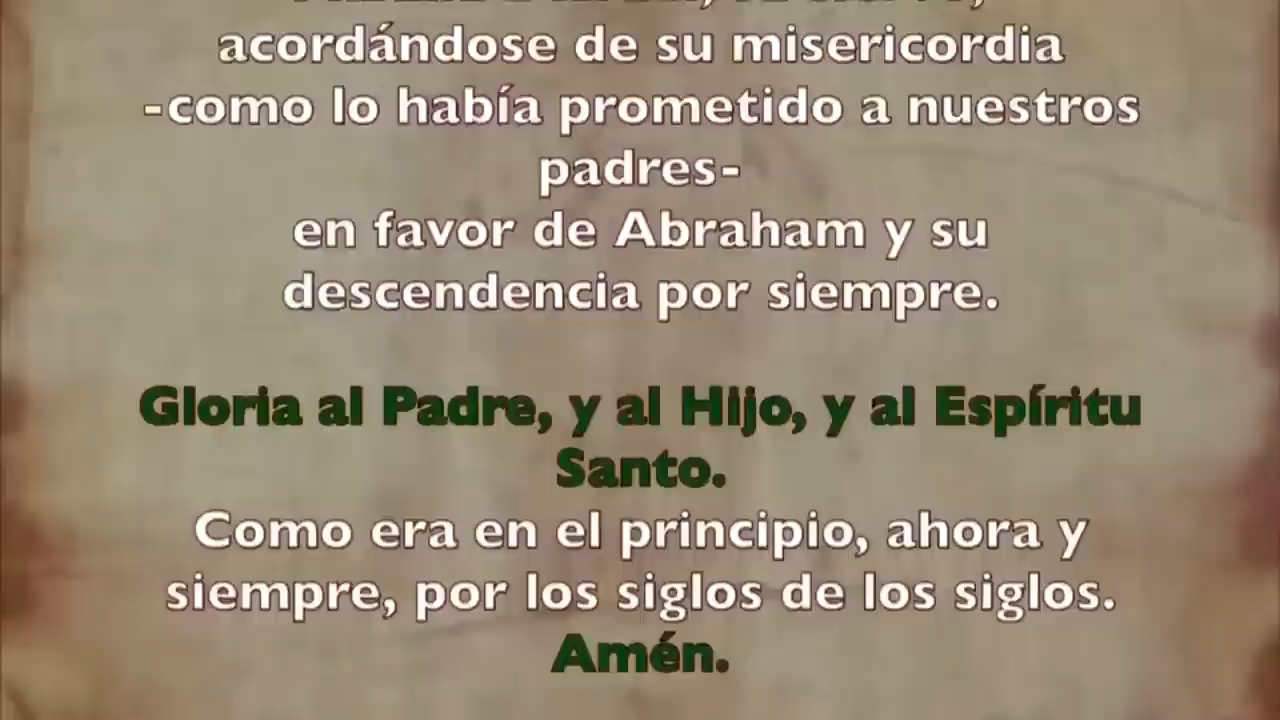 acordándose de su misericordia
-como lo había prometido a nuestros
padres-
en favor de Abraham y su
descendencia por siempre.
Gloria al Padre, y al Hijo, y al Espíritu
Santo.
Como era en el principio, ahora y
siempre, por los siglos de los siglos.
Amén.